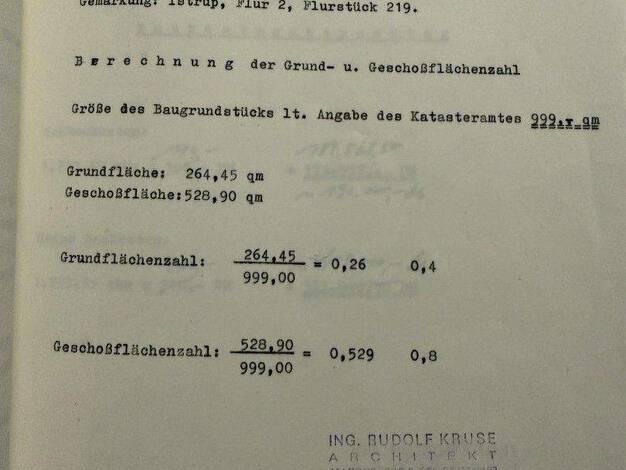 Gemarkung: Istrup, Flur 2, Flurstück 219.
Berechnung der Grund- u. Geschoßflächenzahl
Größe des Baugrundstücks lt. Angabe des Katasteramtes 999.- qm
Grundfläche: 264,45 qm
Geschoßfläche: 528,90 qm
Grundflächenzahl: 264,45 / 999,00 = 0,26 0,4
Geschoßflächenzahl: 528,90 / 999,00 = 0,529 0,8
ING. RUDOLF KRUSE
ARCHITEKT